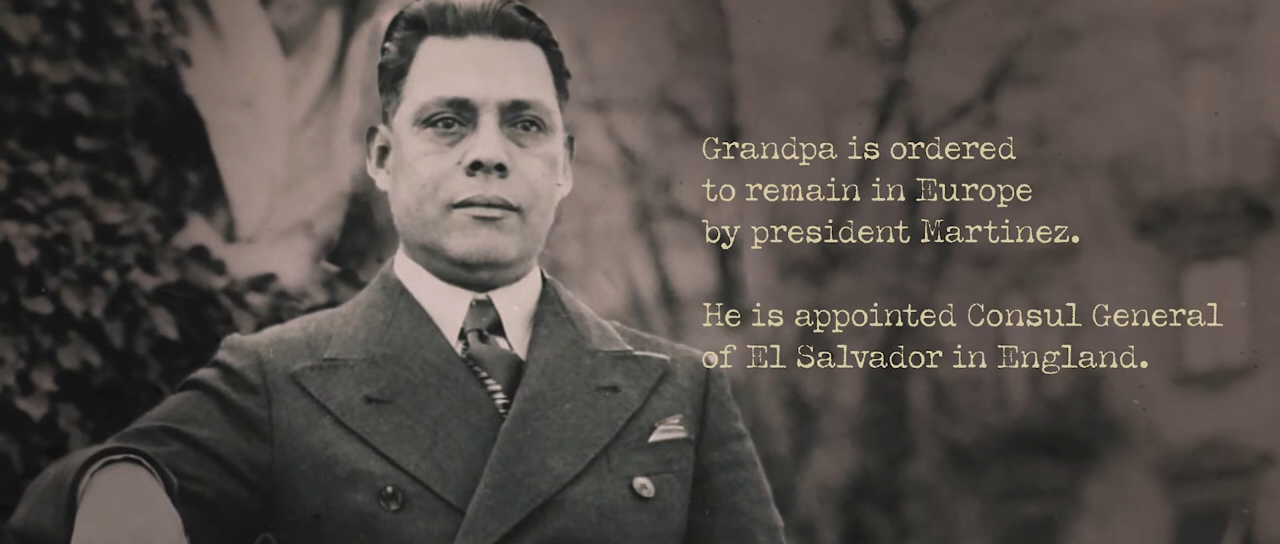 Grandpa is ordered
to remain in Europe
by president Martinez.
He is appointed Consul General
of El Salvador in England.